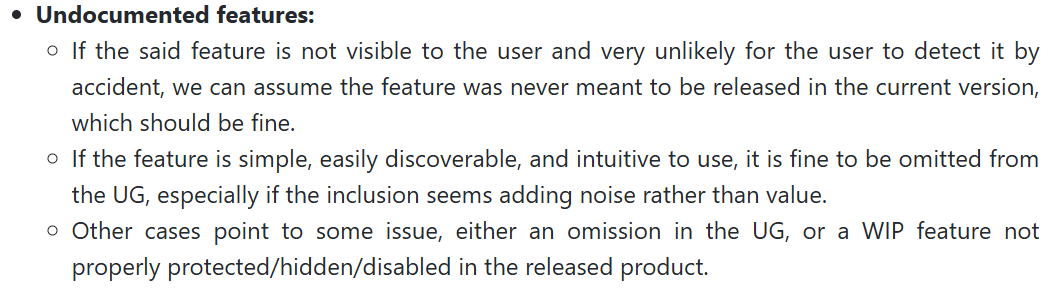 • Undocumented features:
○ If the said feature is not visible to the user and very unlikely for the user to detect it by
accident, we can assume the feature was never meant to be released in the current version,
which should be fine.
○ If the feature is simple, easily discoverable, and intuitive to use, it is fine to be omitted from
the UG, especially if the inclusion seems adding noise rather than value.
○ Other cases point to some issue, either an omission in the UG, or a WIP feature not
properly protected/hidden/disabled in the released product.